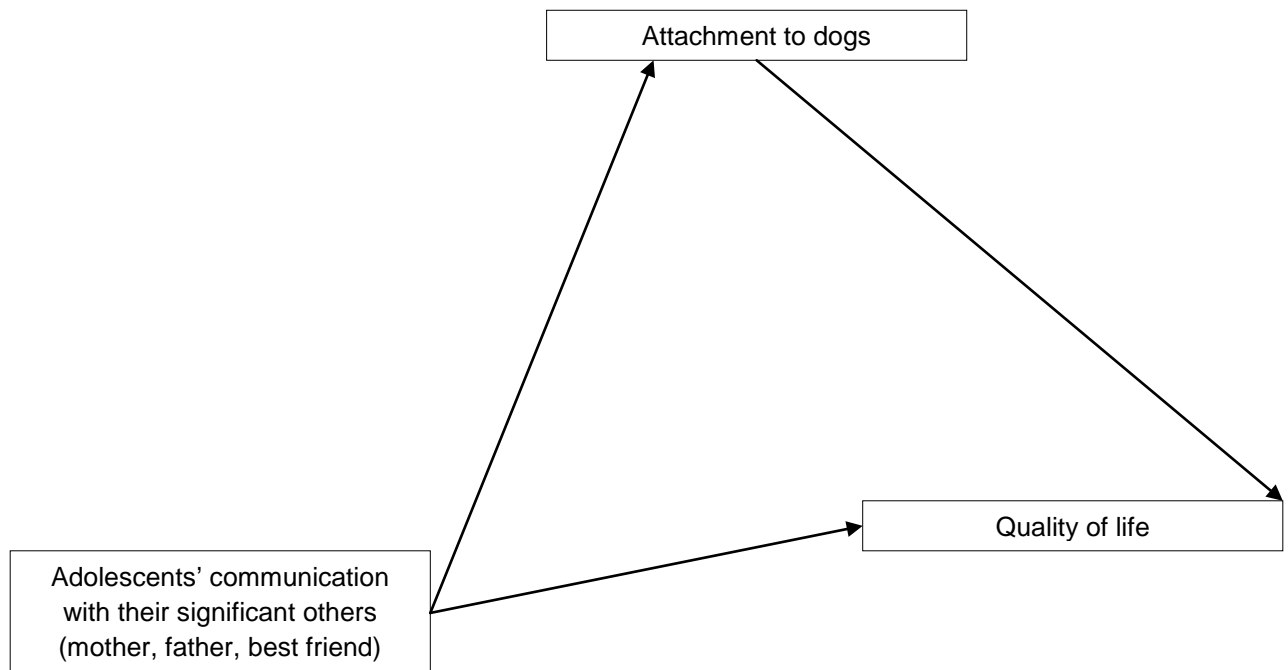 Attachment to dogs
Quality of life
Adolescents’ communication
with their significant others
(mother, father, best friend)